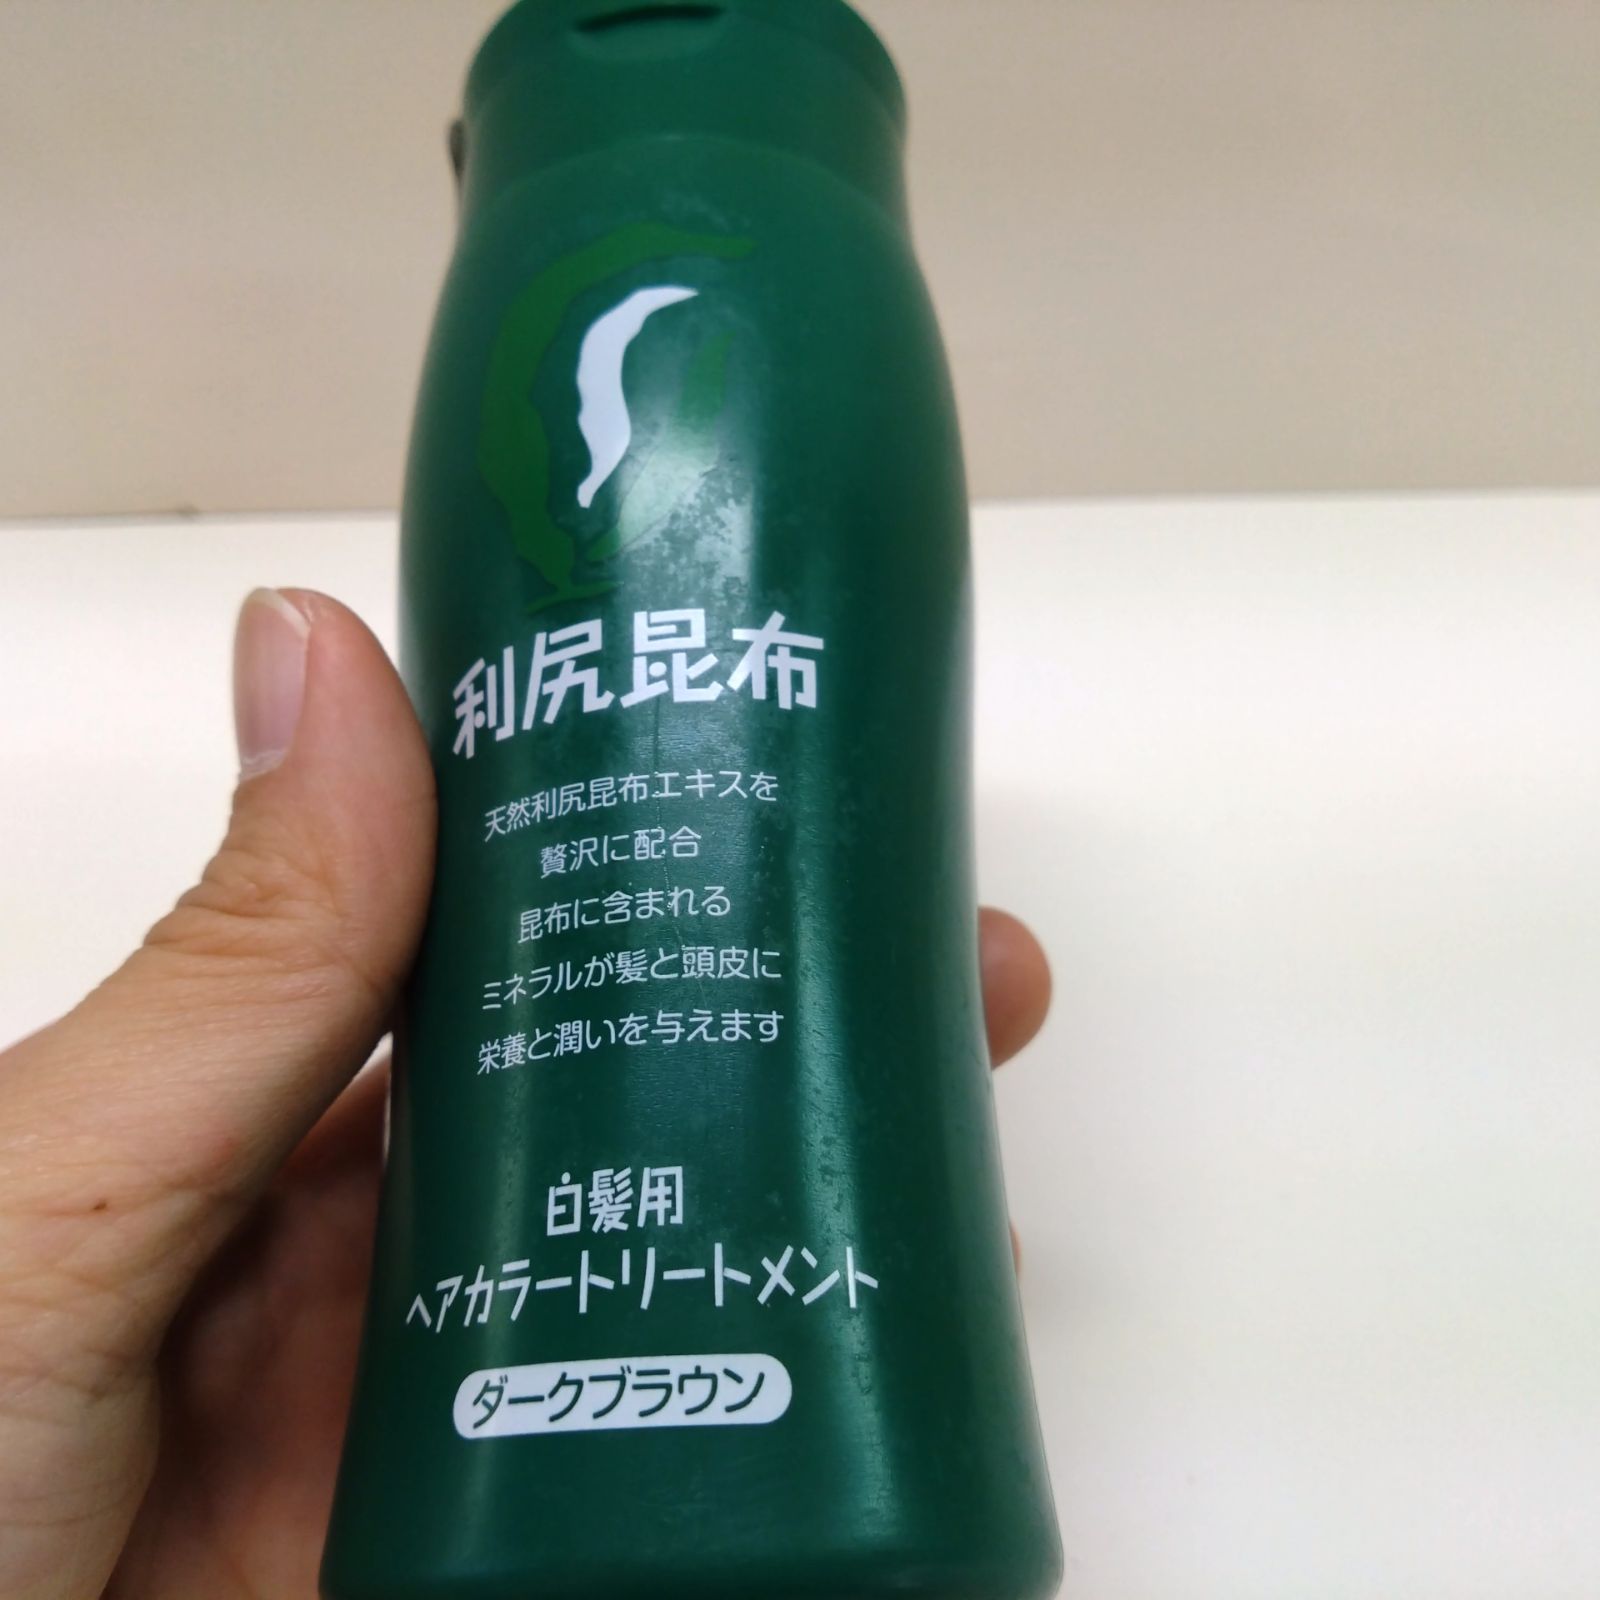 利尻昆布
天然利尻昆布エキスを
贅沢に配合
昆布に含まれる
ミネラルが髪と頭皮に
栄養と潤いを与えます
白髪用
ヘアカラートリートメント
ダークブラウン